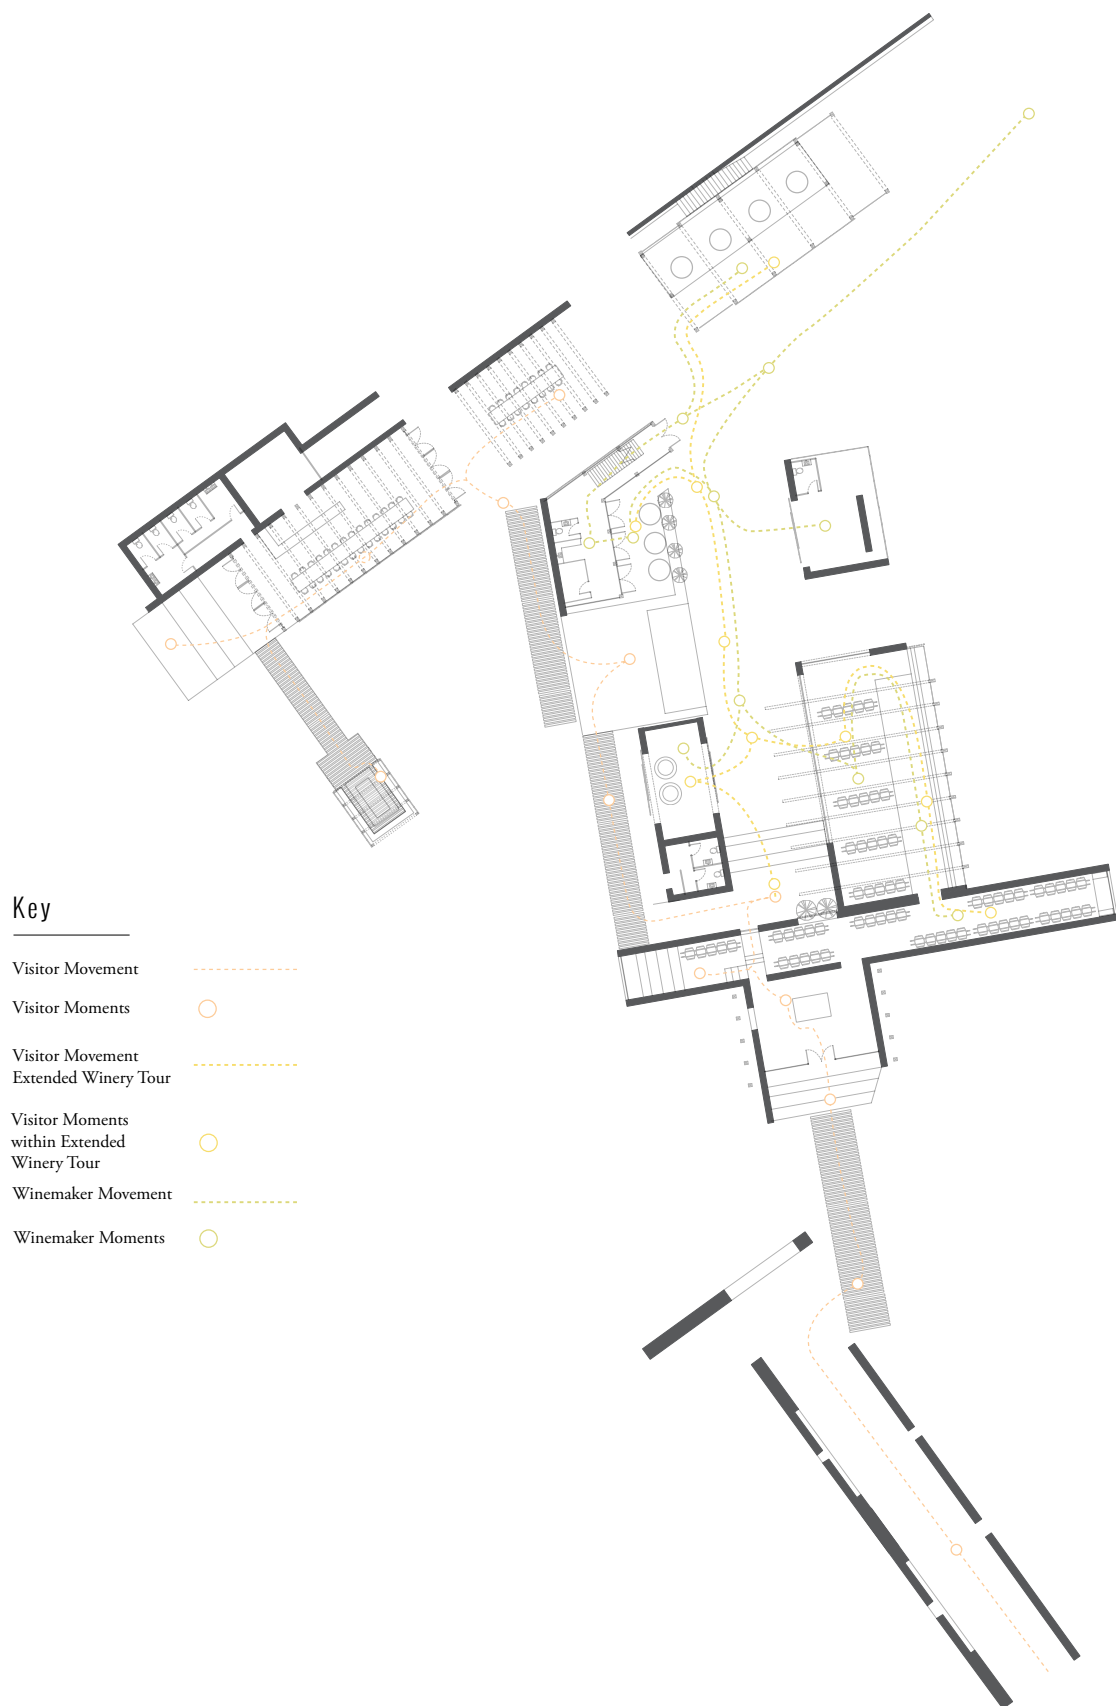 Key
Visitor Movement
Visitor Moments
Visitor Movement
Extended Winery Tour
Visitor Moments
within Extended
Winery Tour
Winemaker Movement
Winemaker Moments